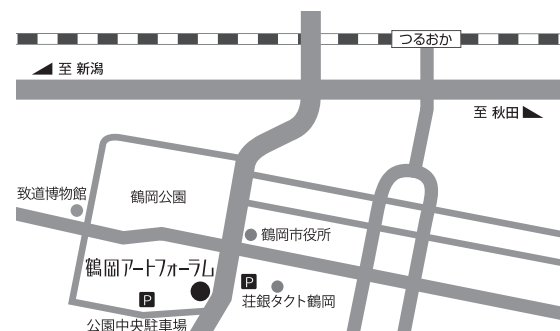 つるおか
至 新潟
至 秋田
致道博物館
鶴岡公園
鶴岡市役所
鶴岡アートフォーラム
P
P
荘銀タクト鶴岡
公園中央駐車場